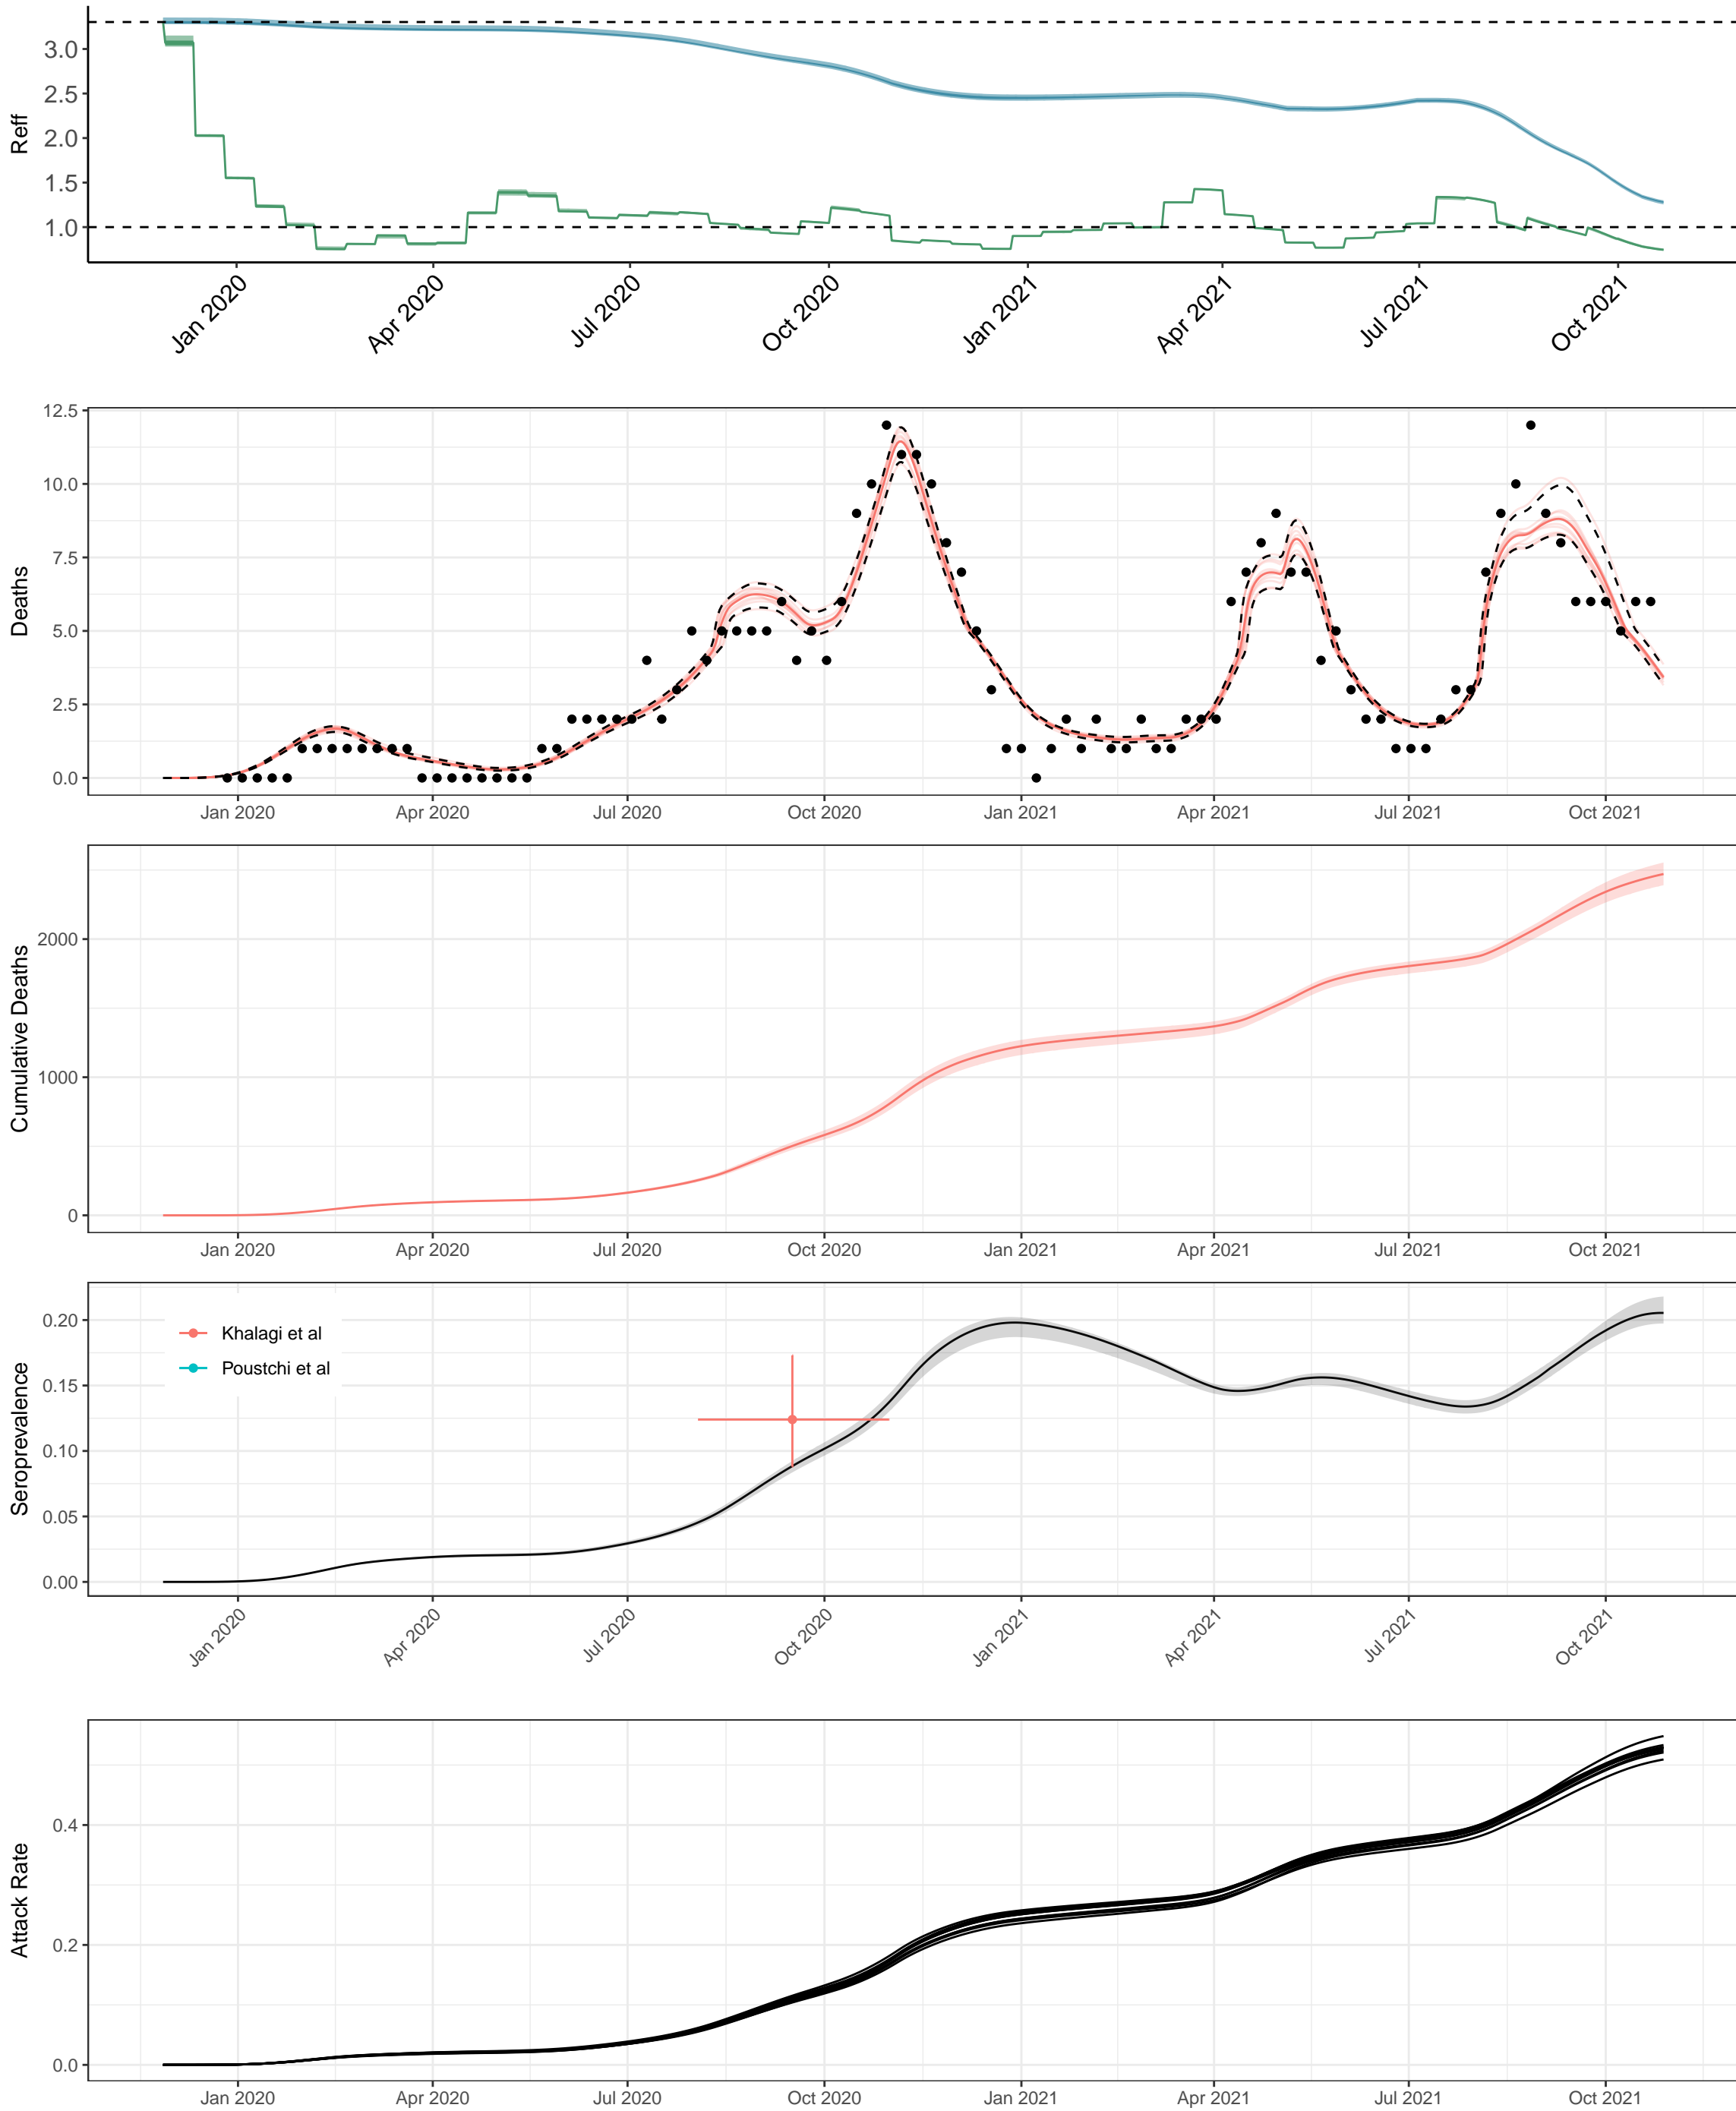 Reff
3.0
2.5
2.0
1.5
1.0
Jan 2020
Apr 2020
Jul 2020
Oct 2020
Jan 2021
Apr 2021
Jul 2021
Oct 2021
Deaths
12.5
10.0
7.5
5.0
2.5
0.0
Jan 2020
Apr 2020
Jul 2020
Oct 2020
Jan 2021
Apr 2021
Jul 2021
Oct 2021
Cumulative Deaths
2000
1000
0
Jan 2020
Apr 2020
Jul 2020
Oct 2020
Jan 2021
Apr 2021
Jul 2021
Oct 2021
Seroprevalence
0.20
0.15
0.10
0.05
0.00
Khalagi et al
Poustchi et al
Jan 2020
Apr 2020
Jul 2020
Oct 2020
Jan 2021
Apr 2021
Jul 2021
Oct 2021
Attack Rate
0.4
0.2
0.0
Jan 2020
Apr 2020
Jul 2020
Oct 2020
Jan 2021
Apr 2021
Jul 2021
Oct 2021